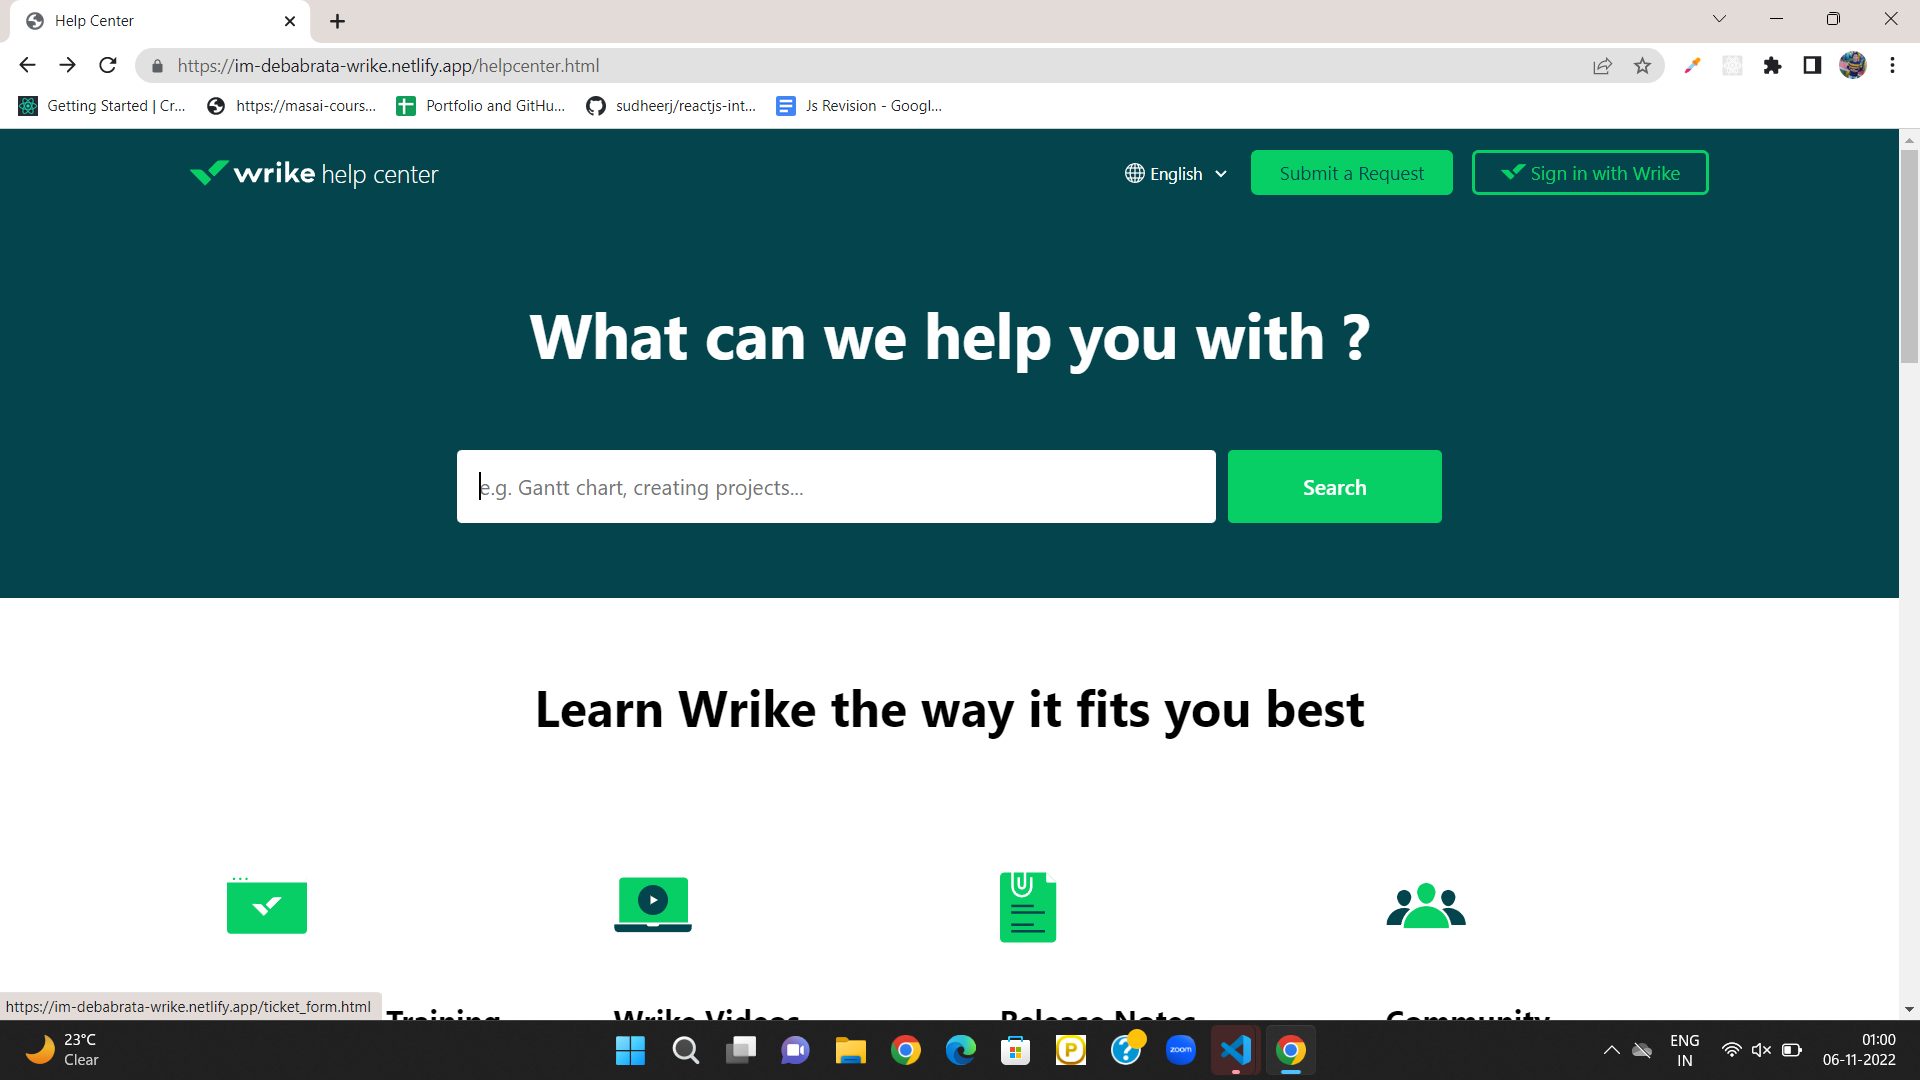 Help Center
https://im-debabrata-wrike.netlify.app/helpcenter.html
Getting Started | Cr...
https://masai-cours...
Portfolio and GitHu...
sudheerj/reactjs-int...
Js Revision - Googl...
wrike help center
English
Submit a Request
Sign in with Wrike
What can we help you with ?
e.g. Gantt chart, creating projects...
Search
Learn Wrike the way it fits you best
Training
Wrike Videos
Release Notes
Community
https://im-debabrata-wrike.netlify.app/ticket_form.html
23°C
Clear
zoom
ENG
IN
01:00
06-11-2022